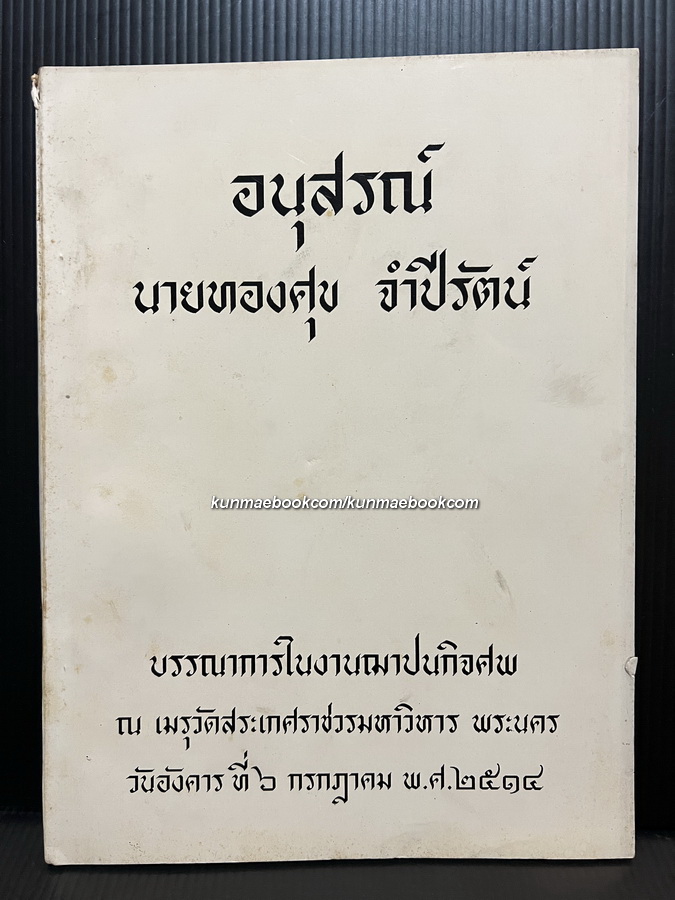 อนุสรณ์
นายทองศุข จำปีรัตน์
kunmaebookcom/kunmaebookcom
บรรณาการในงานฌาปนกิจศพ
ณ เมรุวัดสระเกศราชวรมหาวิหาร พระนคร
วันอังคาร ที่ ๖ กรกฎาคม พ.ศ.๒๕๑๔